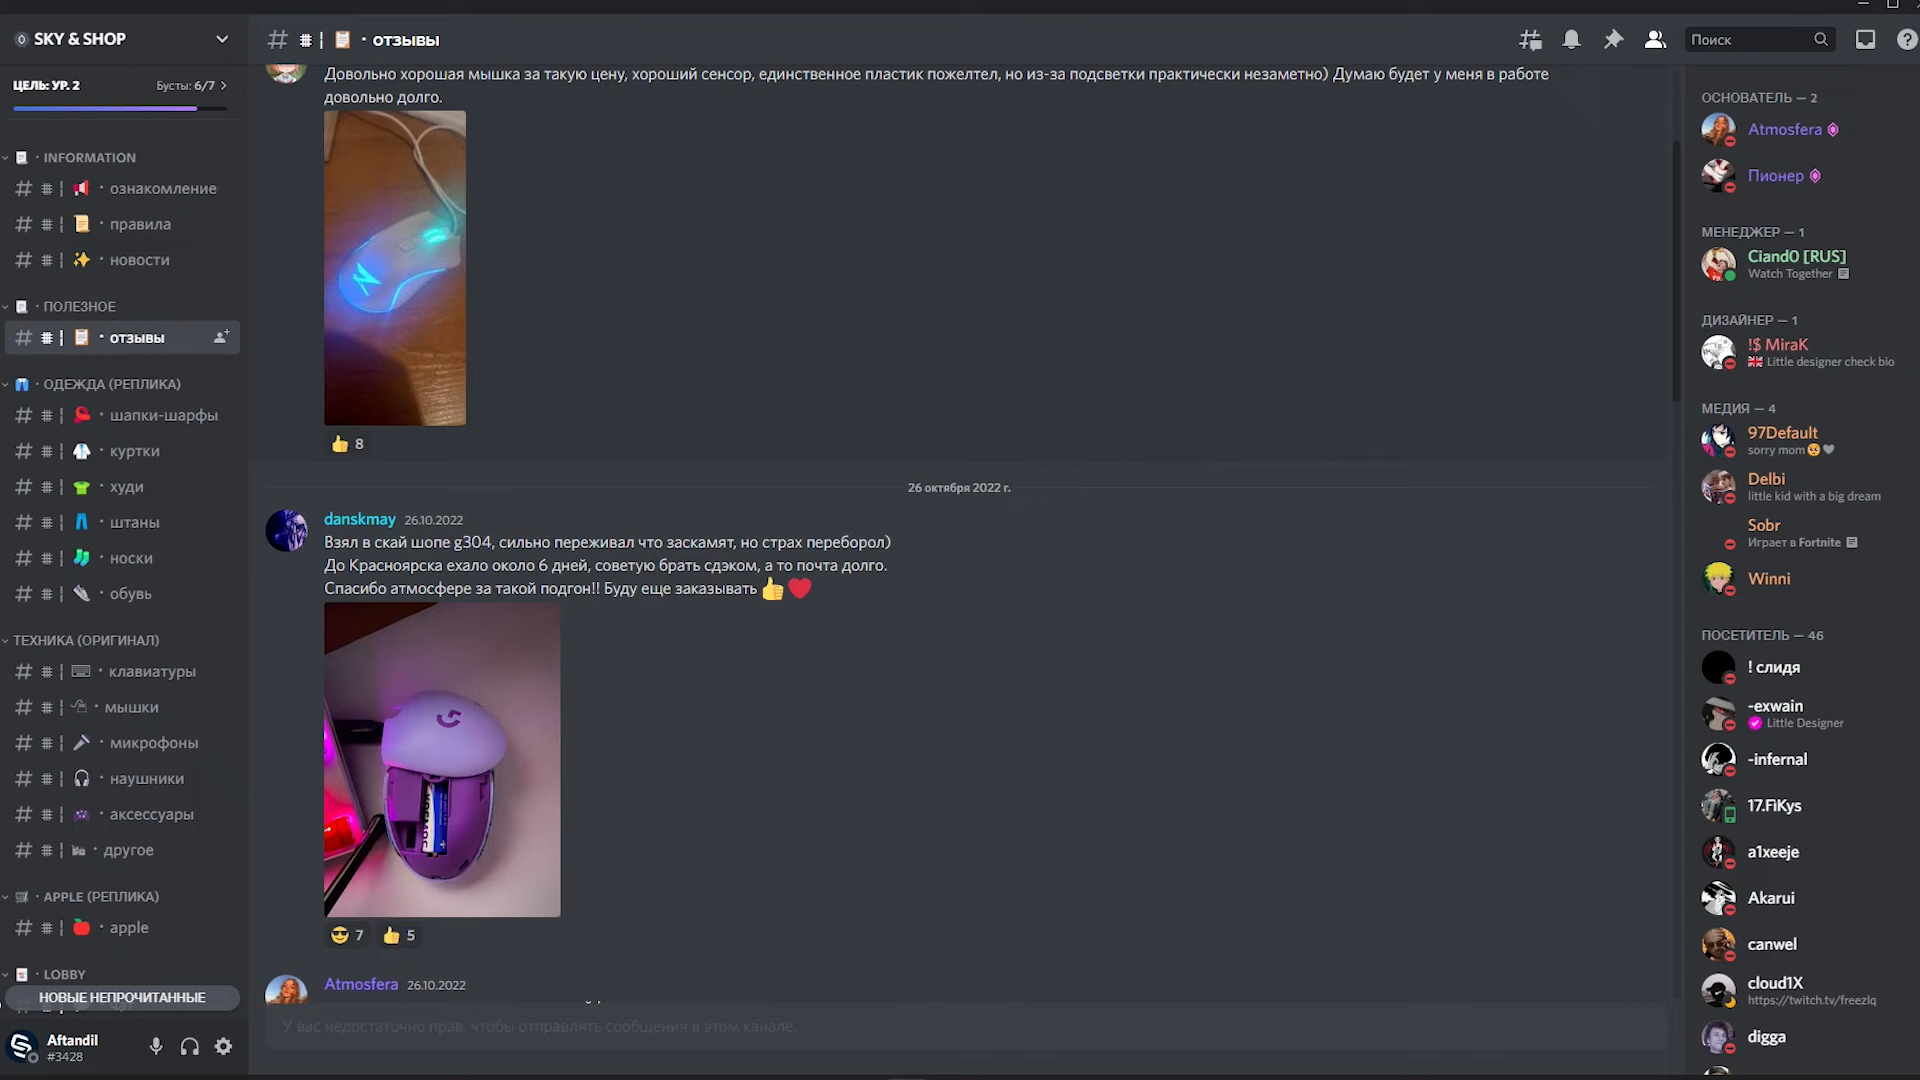 SKY & SHOP
ЦЕЛЬ: УР. 2
Бусты: 6/7
· INFORMATION
· ознакомление
· правила
· новости
· ПОЛЕЗНОЕ
· отзывы
· ОДЕЖДА (РЕПЛИКА)
· шапки-шарфы
· куртки
· худи
· штаны
· носки
· обувь
ТЕХНИКА (ОРИГИНАЛ)
· клавиатуры
· мышки
· микрофоны
· наушники
· аксессуары
· другое
· APPLE (РЕПЛИКА)
· apple
· LOBBY
НОВЫЕ НЕПРОЧИТАННЫЕ
Aftandil
#3428
· отзывы
Поиск
Довольно хорошая мышка за такую цену, хороший сенсор, единственное пластик пожелтел, но из-за подсветки практически незаметно) Думаю будет у меня в работе
довольно долго.
8
26 октября 2022 г.
danskmay 26.10.2022
Взял в скай шопе g304, сильно переживал что заскамят, но страх переборол)
До Красноярска ехало около 6 дней, советую брать сдэком, а то почта долго.
Спасибо атмосфере за такой подгон!! Буду еще заказывать 👍❤️
7
5
Atmosfera 26.10.2022
У вас недостаточно прав, чтобы отправлять сообщения в этом канале.
ОСНОВАТЕЛЬ — 2
Atmosfera
Пионер
МЕНЕДЖЕР — 1
Ciand0 [RUS]
Watch Together
ДИЗАЙНЕР — 1
!$ MiraK
Little designer check bio
МЕДИЯ — 4
97Default
sorry mom
Delbi
little kid with a big dream
Sobr
Играет в Fortnite
Winni
ПОСЕТИТЕЛЬ — 46
! слидя
-exwain
Little Designer
-infernal
17.FiKys
a1xeeje
Akarui
canwel
cloud1X
https://twitch.tv/freezlq
digga